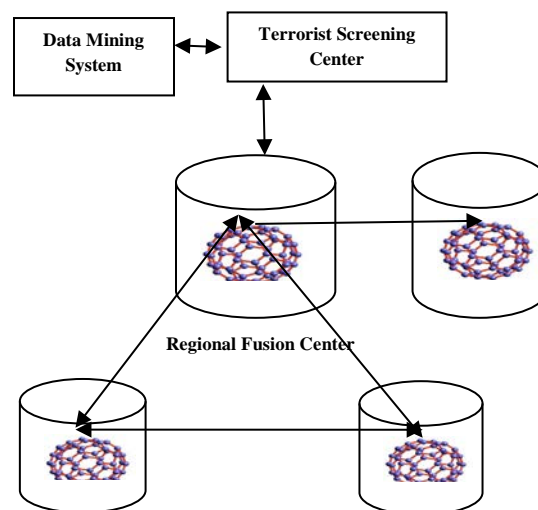 Data Mining
System
Terrorist Screening
Center
Regional Fusion Center